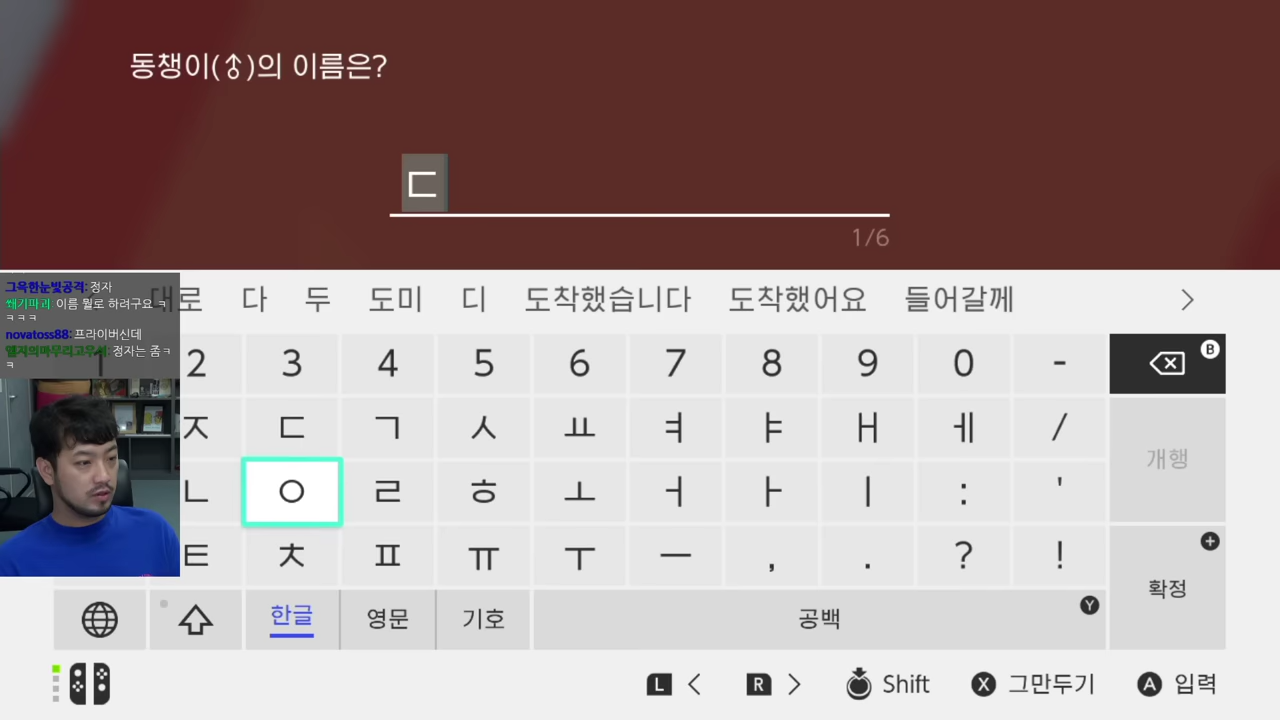 동챙이(♂)의 이름은?
ㄷ
1/6
그윽한눈빛공격: 정자
쌔기파괴 이름 뭘로 하려구요 ㅋ
ㅋㅋㅋ
novatoss88: 프라이버신데
정자는 좀ㅋ
ㅋ
대로 다 두 도미 디 도착했습니다 도착했어요 들어갈께
1 2 3 4 5 6 7 8 9 0 - B
ㅈ ㄷ ㄱ ㅅ ㅛ ㅕ ㅑ ㅐ ㅔ / 개행
ㄴ ㅇ ㄹ ㅎ ㅗ ㅓ ㅏ ㅣ : '
ㅌ ㅊ ㅍ ㅠ ㅜ ㅡ , . ? ! + 확정
한글 영문 기호 공백 Y
L R Shift X 그만두기 A 입력